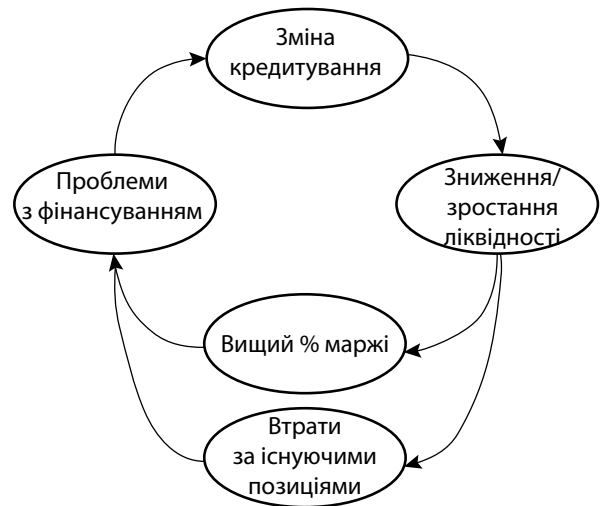 Зміна
кредитування
Проблеми
з фінансуванням
Зниження/
зростання
ліквідності
Вищий % маржі
Втрати
за існуючими
позиціями